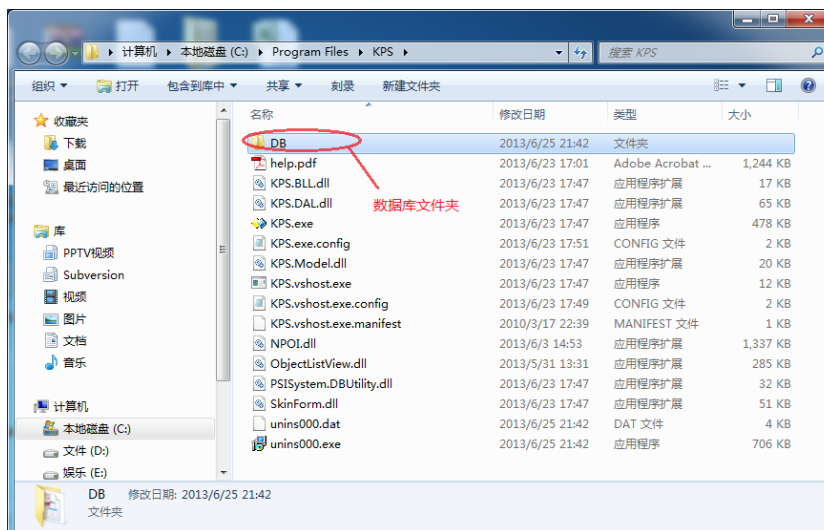 计算机 本地磁盘 (C:) Program Files KPS 搜索 KPS
组织 打开 包含到库中 共享 刻录 新建文件夹
收藏夹
下载
桌面
最近访问的位置
库
PPTV视频
Subversion
视频
图片
文档
音乐
计算机
本地磁盘 (C:)
文件 (D:)
娱乐 (E:)
名称 修改日期 类型 大小
DB 2013/6/25 21:42 文件夹
help.pdf 2013/6/23 17:01 Adobe Acrobat ... 1,244 KB
KPS.BLL.dll 2013/6/23 17:47 应用程序扩展 17 KB
KPS.DAL.dll 2013/6/23 17:47 应用程序扩展 65 KB
数据库文件夹
KPS.exe 2013/6/23 17:47 应用程序 478 KB
KPS.exe.config 2013/6/23 17:51 CONFIG 文件 2 KB
KPS.Model.dll 2013/6/23 17:47 应用程序扩展 20 KB
KPS.vshost.exe 2013/6/23 17:47 应用程序 12 KB
KPS.vshost.exe.config 2013/6/23 17:49 CONFIG 文件 2 KB
KPS.vshost.exe.manifest 2010/3/17 22:39 MANIFEST 文件 1 KB
NPOI.dll 2013/6/3 14:53 应用程序扩展 1,337 KB
ObjectListView.dll 2013/5/31 13:31 应用程序扩展 285 KB
PSISystem.DBUtility.dll 2013/6/23 17:47 应用程序扩展 32 KB
SkinForm.dll 2013/6/23 17:47 应用程序扩展 51 KB
unins000.dat 2013/6/25 21:42 DAT 文件 4 KB
unins000.exe 2013/6/25 21:42 应用程序 706 KB
DB 修改日期: 2013/6/25 21:42
文件夹